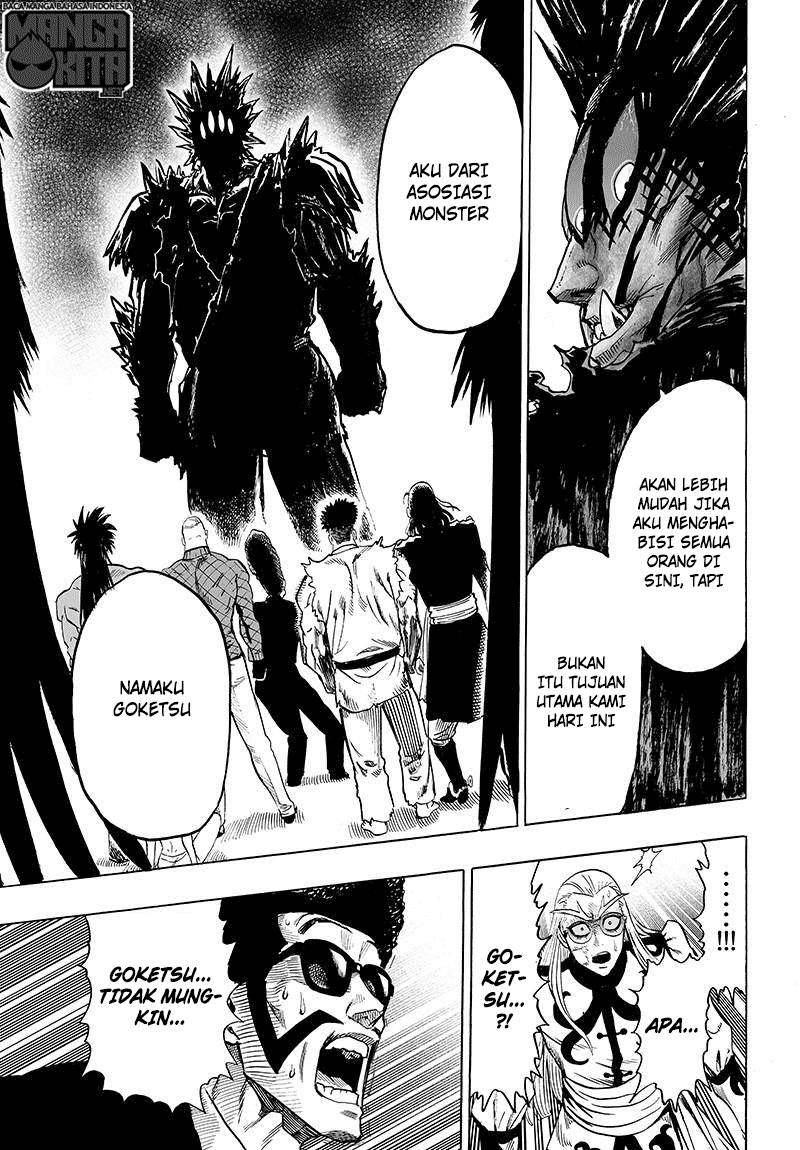 BACA MANGA BAHASA INDONESIA
MANGA
KITA
.NET
AKAN LEBIH
MUDAH JIKA
AKU MENGHA-
BISI SEMUA
ORANG DI
SINI, TAPI
BUKAN
ITU TUJUAN
UTAMA KAMI
HARI INI
AKU DARI
ASOSIASI
MONSTER
NAMAKU
GOKETSU
......!!!
APA...
GO-
KET-
SU...
?!
GOKETSU...
TIDAK MUNG-
KIN...